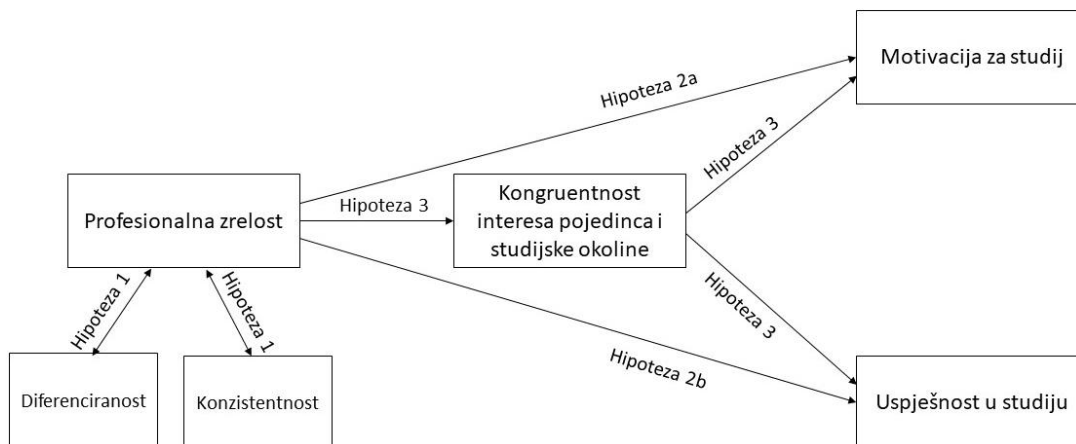 Motivacija za studij
Hipoteza 2a
Hipoteza 3
Profesionalna zrelost
Hipoteza 3
Kongruentnost
interesa pojedinca i
studijske okoline
Hipoteza 1
Hipoteza 1
Hipoteza 3
Hipoteza 2b
Diferenciranost
Konzistentnost
Uspješnost u studiju